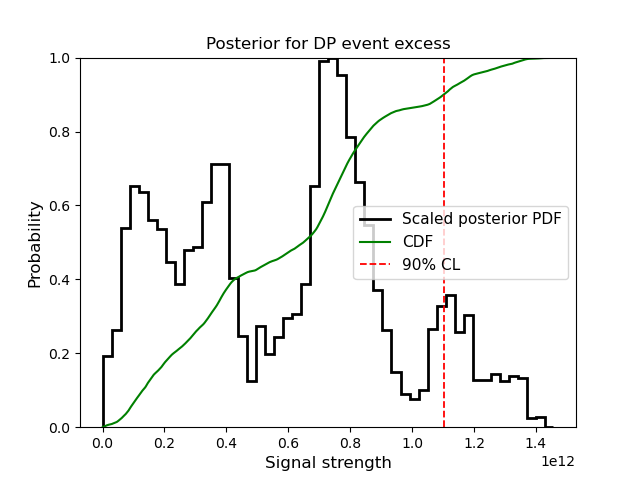 Posterior for DP event excess
Probability
1.0
0.8
0.6
0.4
0.2
0.0
Scaled posterior PDF
CDF
90% CL
0.0 0.2 0.4 0.6 0.8 1.0 1.2 1.4
1e12
Signal strength